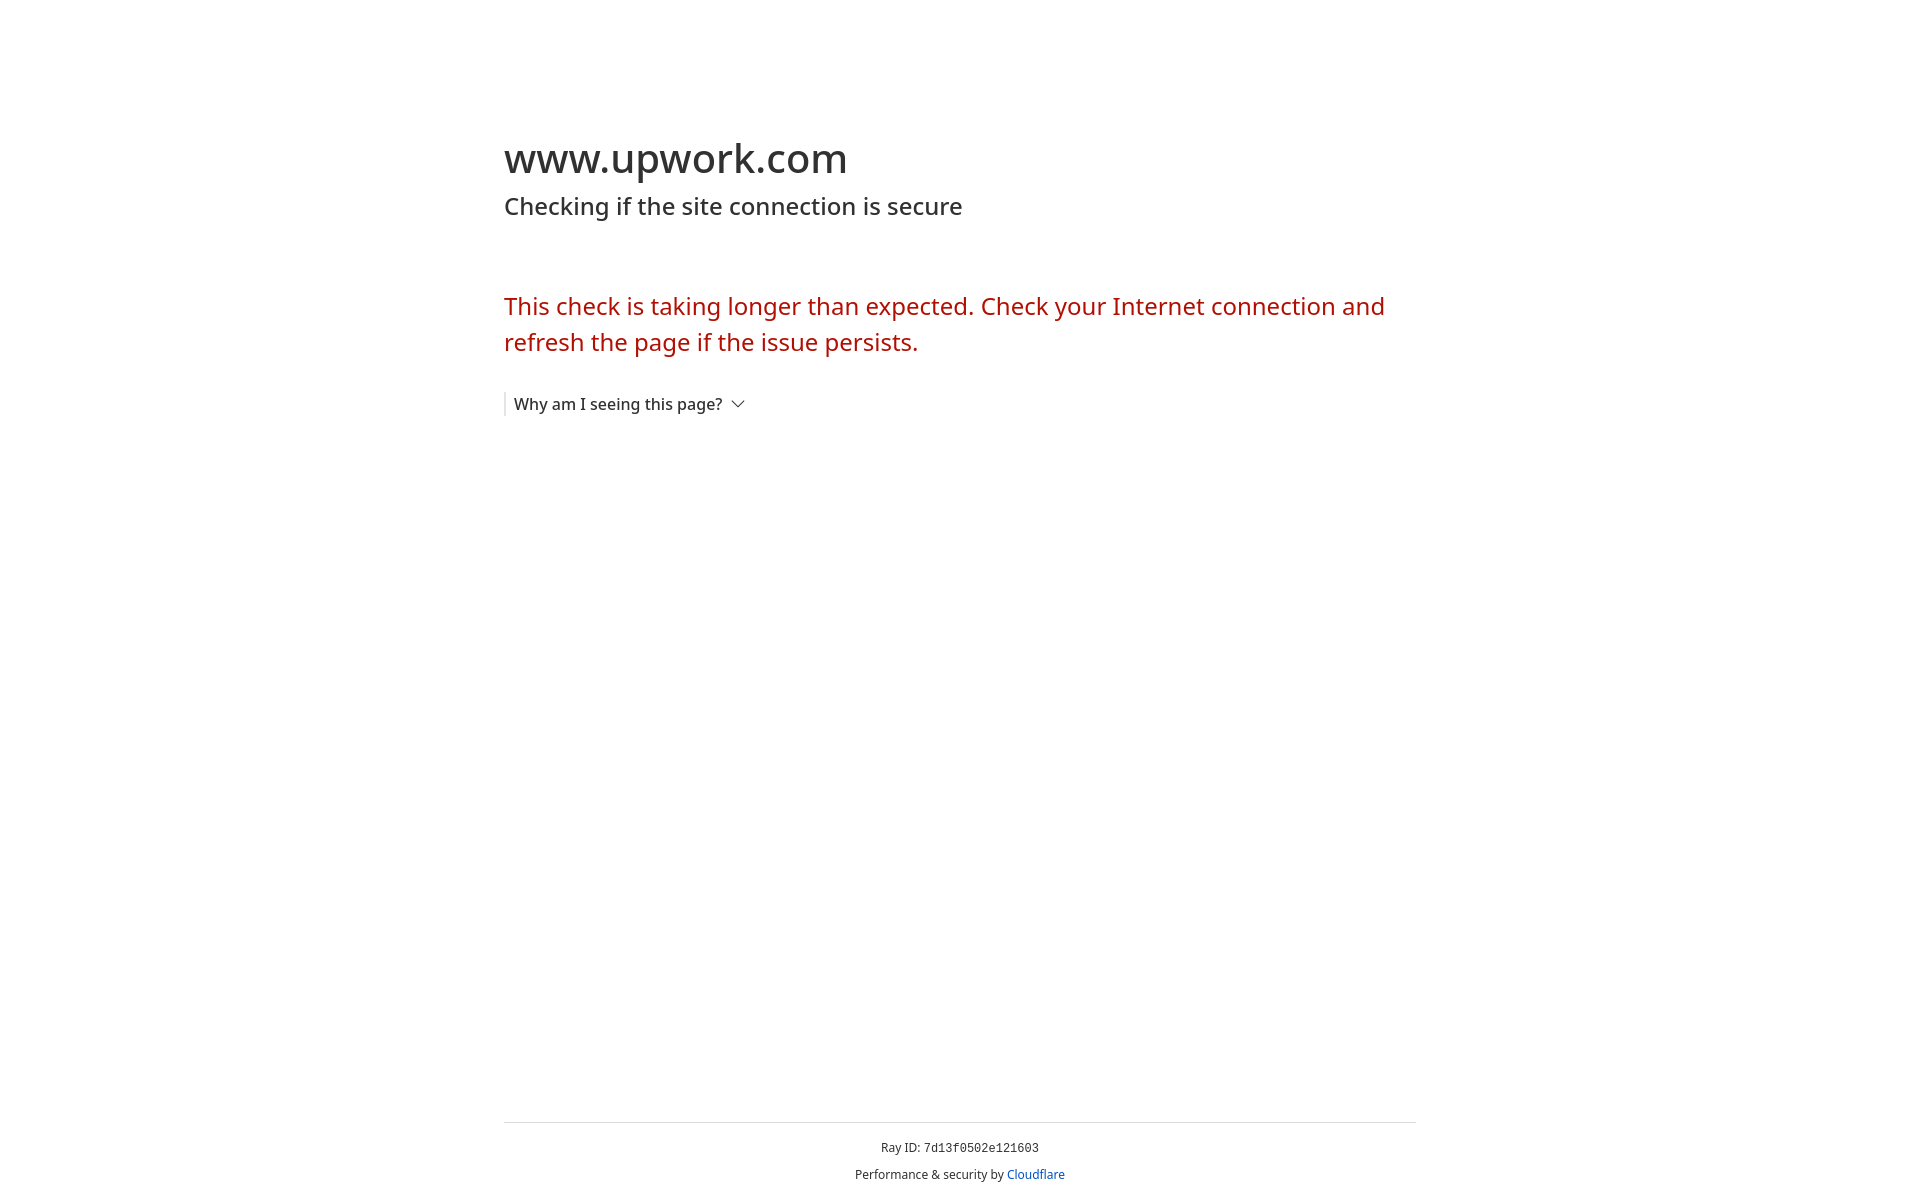 www.upwork.com
Checking if the site connection is secure
This check is taking longer than expected. Check your Internet connection and
refresh the page if the issue persists.
Why am I seeing this page?
Ray ID: 7d13f0502e121603
Performance & security by Cloudflare